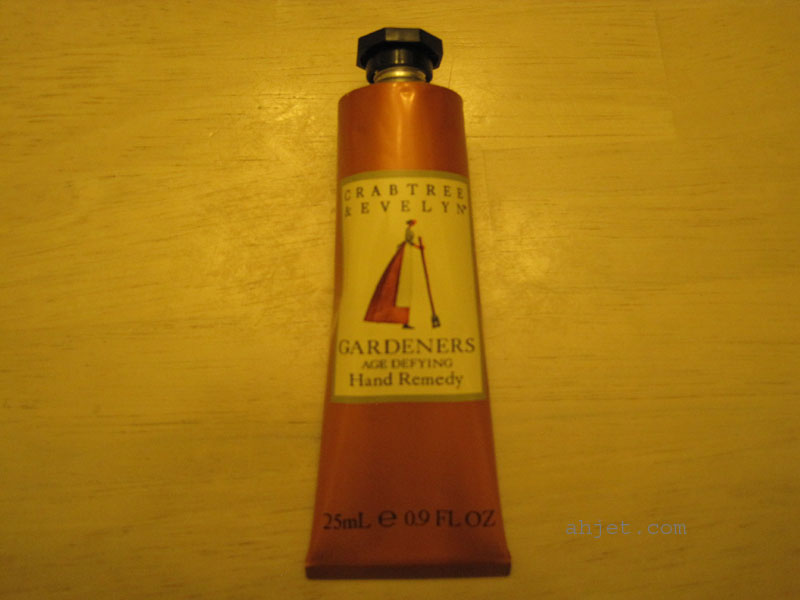 CRABTREE
& EVELYN®
GARDENERS
AGE DEFYING
Hand Remedy
25mL e 0.9 FL OZ
ahjet.com